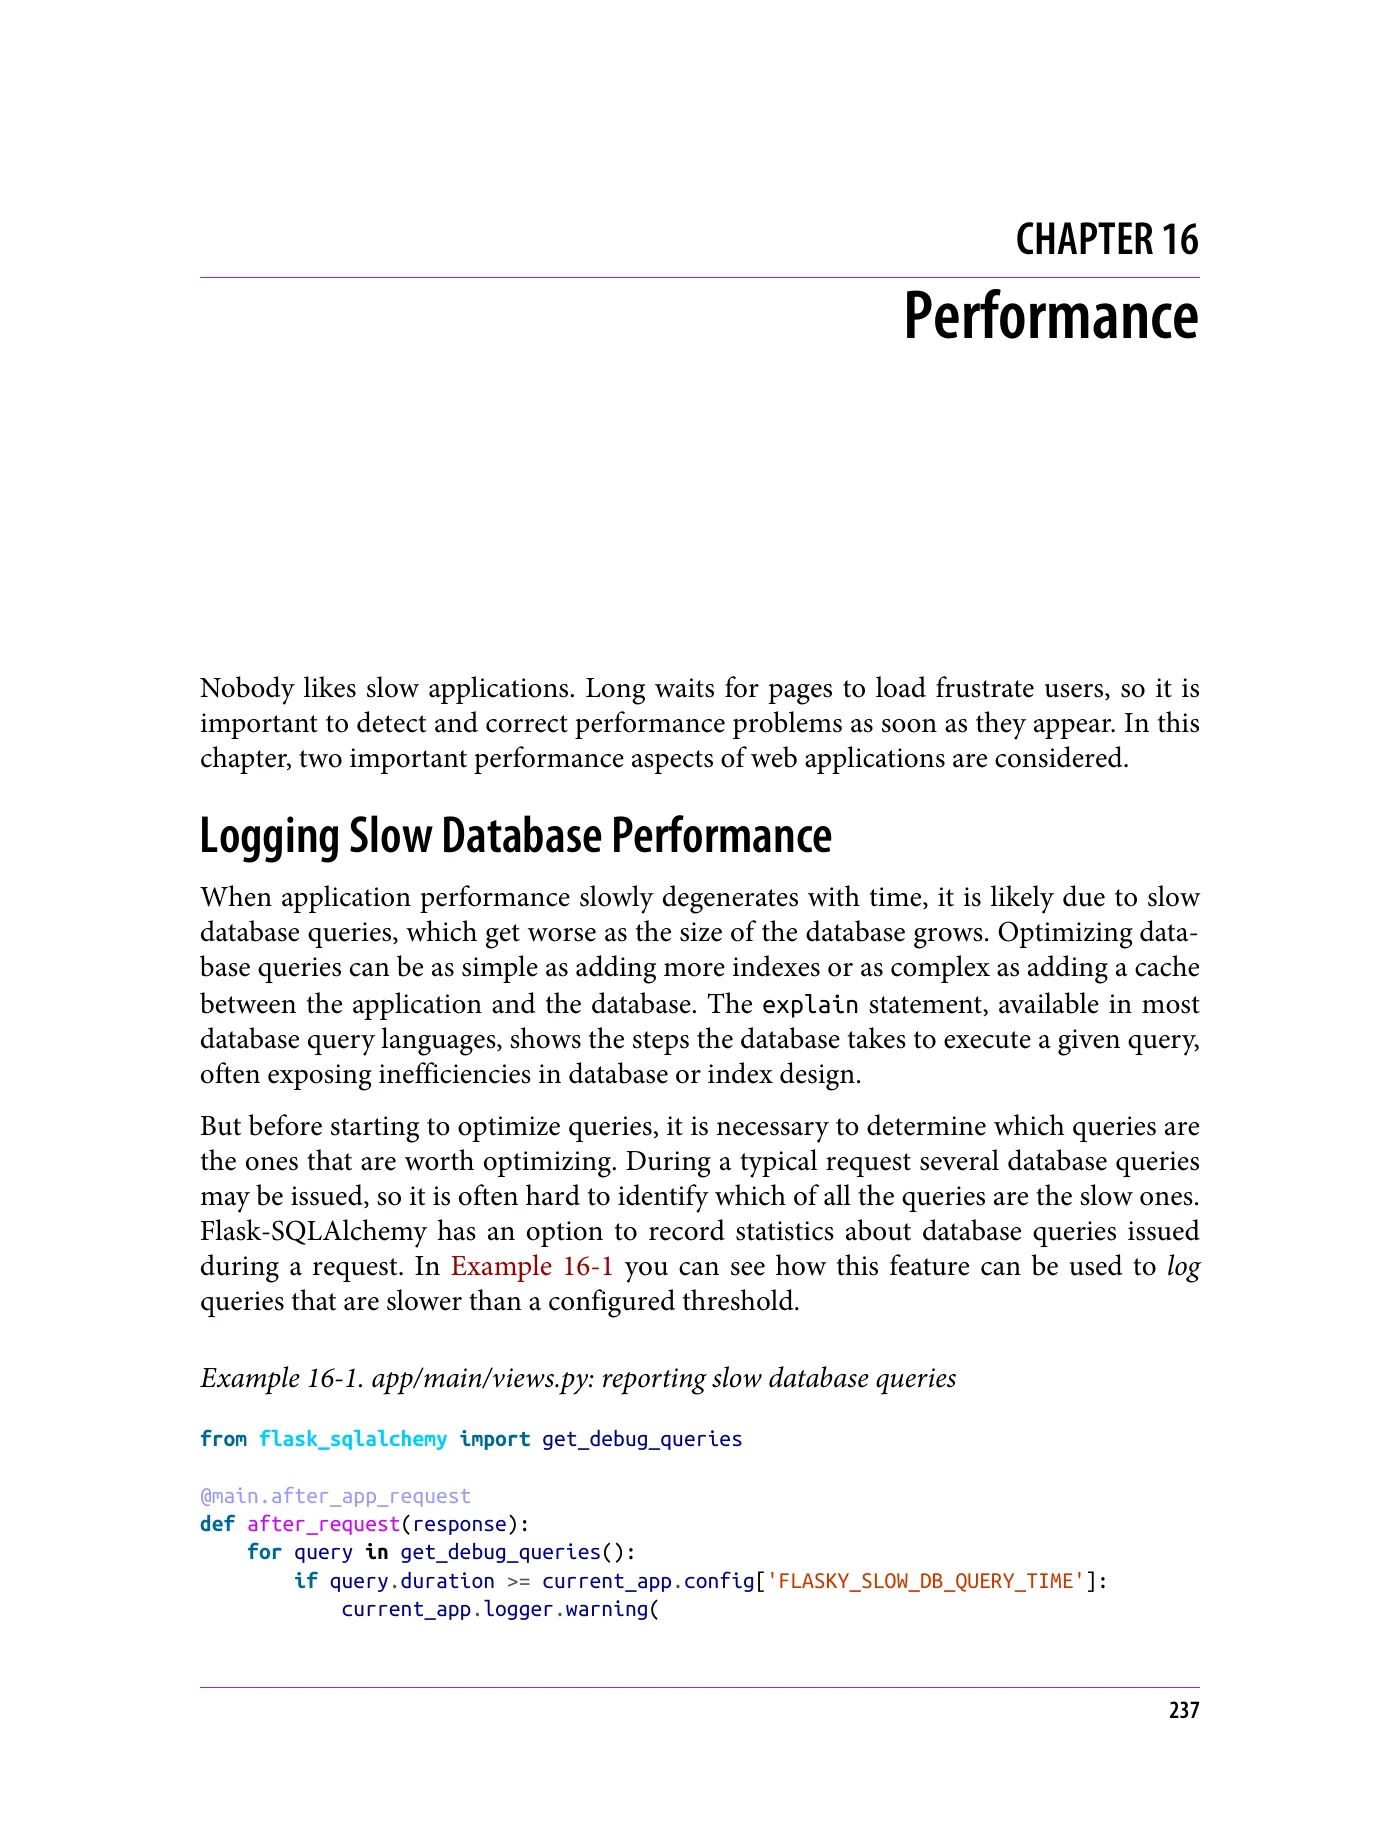 CHAPTER 16
Performance
Nobody likes slow applications. Long waits for pages to load frustrate users, so it is
important to detect and correct performance problems as soon as they appear. In this
chapter, two important performance aspects of web applications are considered.
Logging Slow Database Performance
When application performance slowly degenerates with time, it is likely due to slow
database queries, which get worse as the size of the database grows. Optimizing data-
base queries can be as simple as adding more indexes or as complex as adding a cache
between the application and the database. The explain statement, available in most
database query languages, shows the steps the database takes to execute a given query,
often exposing inefficiencies in database or index design.
But before starting to optimize queries, it is necessary to determine which queries are
the ones that are worth optimizing. During a typical request several database queries
may be issued, so it is often hard to identify which of all the queries are the slow ones.
Flask-SQLAlchemy has an option to record statistics about database queries issued
during a request. In Example 16-1 you can see how this feature can be used to log
queries that are slower than a configured threshold.
Example 16-1. app/main/views.py: reporting slow database queries
from flask_sqlalchemy import get_debug_queries
@main.after_app_request
def after_request(response):
    for query in get_debug_queries():
        if query.duration >= current_app.config['FLASKY_SLOW_DB_QUERY_TIME']:
            current_app.logger.warning(
237